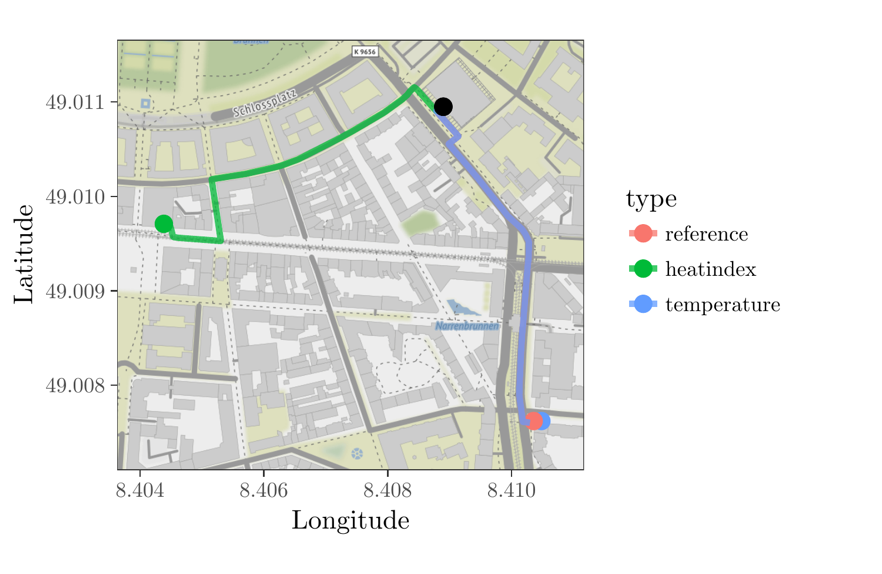 K 9656
Schlossplatz
49.011
49.010
49.009
49.008
Latitude
Narrenbrunnen
8.404
8.406
8.408
8.410
Longitude
type
reference
heatindex
temperature